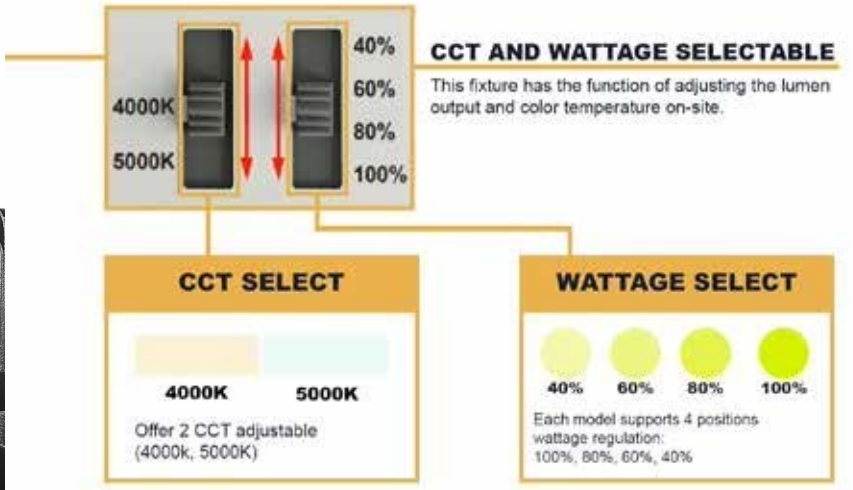 40%
60%
80%
100%
4000K
5000K
CCT AND WATTAGE SELECTABLE
This fixture has the function of adjusting the lumen
output and color temperature on-site.
CCT SELECT
4000K 5000K
Offer 2 CCT adjustable
(4000k, 5000K)
WATTAGE SELECT
40% 60% 80% 100%
Each model supports 4 positions
wattage regulation:
100%, 80%, 60%, 40%